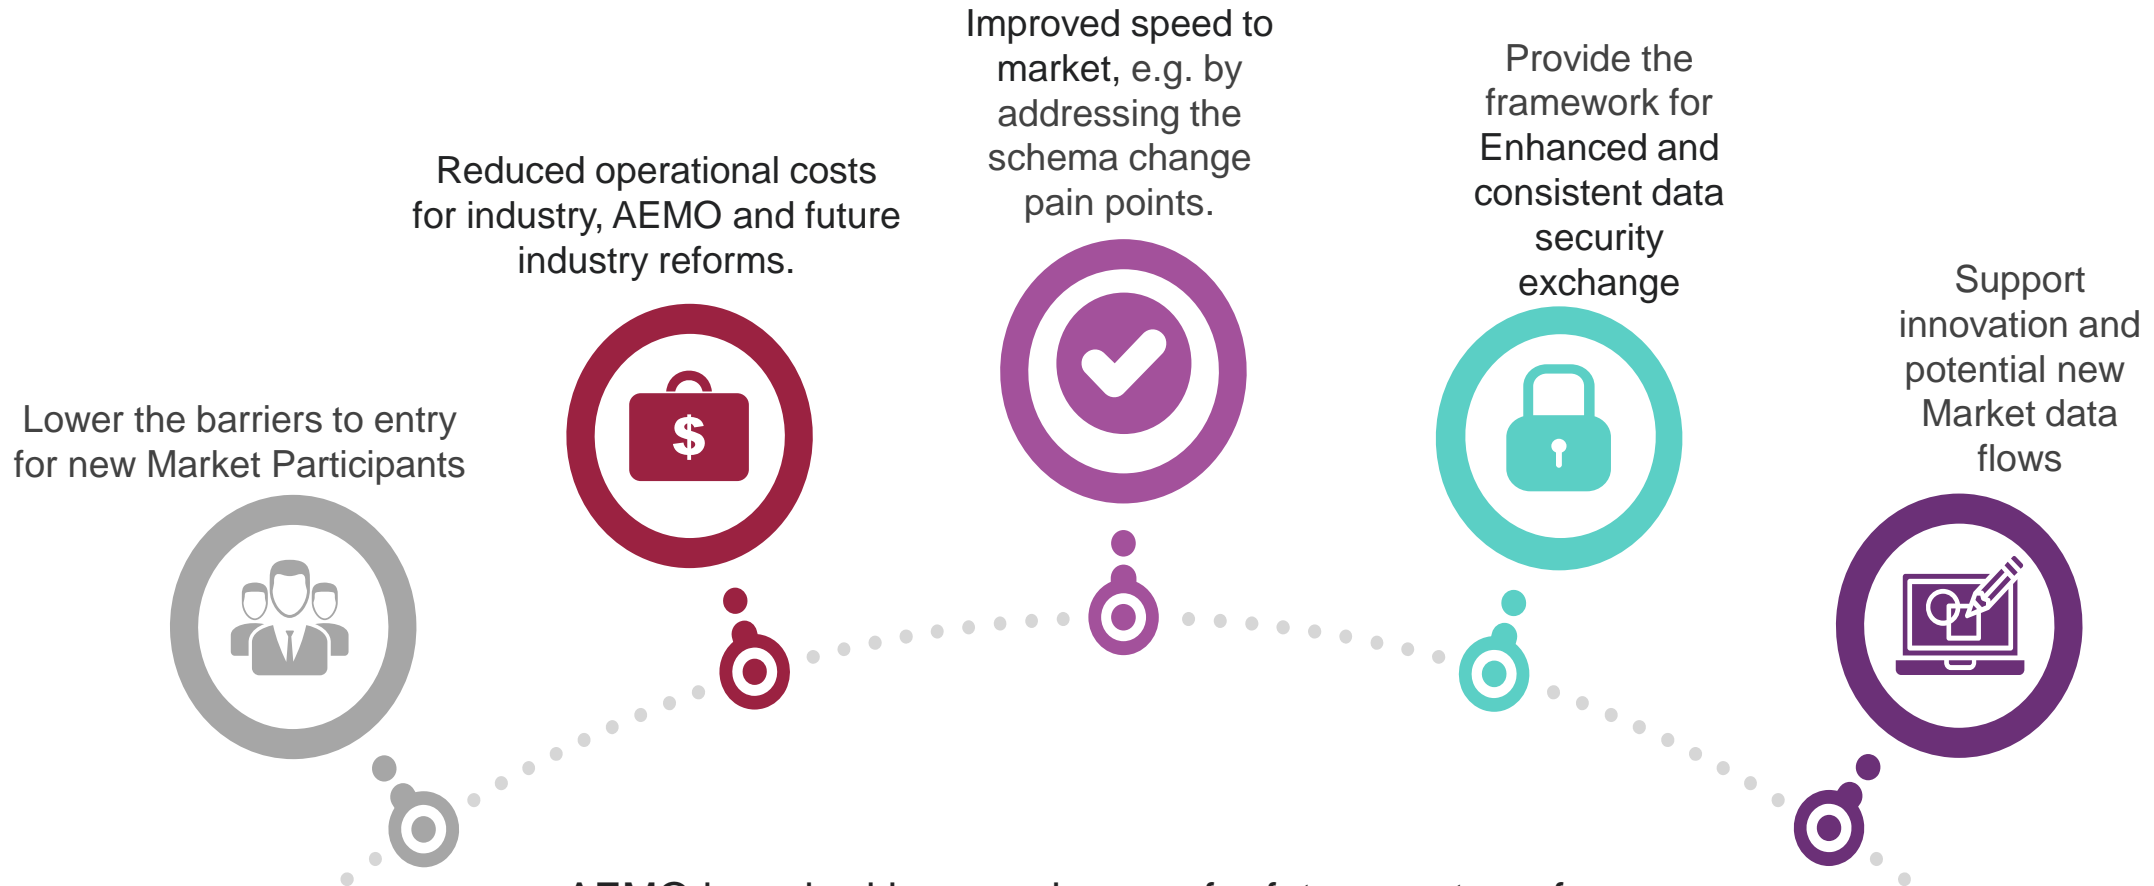 Improved speed to
market, e.g. by
addressing the
schema change
pain points.
Provide the
framework for
Enhanced and
consistent data
security
exchange
Reduced operational costs
for industry, AEMO and future
industry reforms.
Support
innovation and
potential new
Market data
flows
Lower the barriers to entry
for new Market Participants
$
AEMO